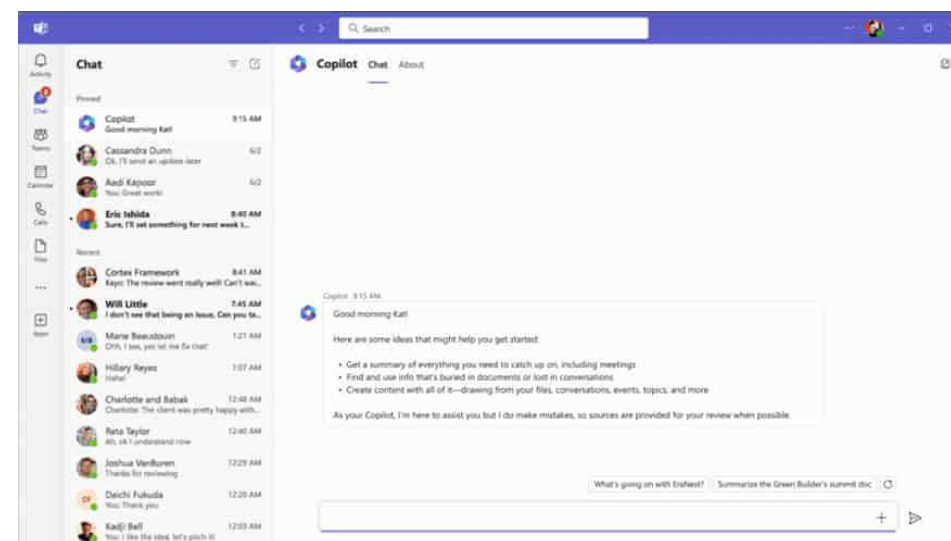 Search
Activity
Chat
Teams
Calendar
Calls
Files
Apps
Chat
Pinned
Copilot 9:15 AM
Good morning Kat!
Cassandra Dunn 6/2
Ok, I'll send an update later
Aadi Kapoor 6/2
You: Great work!
Eric Ishida 8:40 AM
Sure, I'll set something for next week t...
Recent
Cortex Framework 8:41 AM
Kayo: The review went really well! Can't wai...
Will Little 7:45 AM
I don't see that being an issue, Can you ta...
Marie Beaudouin 1:21 AM
Ohh, I see, yes let me fix that!
Hillary Reyes 1:07 AM
Haha!
Charlotte and Babak 12:48 AM
Charlotte: The client was pretty happy with...
Reta Taylor 12:40 AM
Ah, ok I understand now
Joshua VanBuren 12:29 AM
Thanks for reviewing
DF
Daichi Fukuda 12:20 AM
You: Thank you
Kadji Bell 12:03 AM
You: I like the idea, let's pitch it!
Copilot Chat About
Copilot 9:15 AM
Good morning Kat!
Here are some ideas that might help you get started:
• Get a summary of everything you need to catch up on, including meetings
• Find and use info that's buried in documents or lost in conversations
• Create content with all of it—drawing from your files, conversations, events, topics, and more
As your Copilot, I'm here to assist you but I do make mistakes, so sources are provided for your review when possible.
What's going on with EraNest? Summarize the Green Builder's summit doc